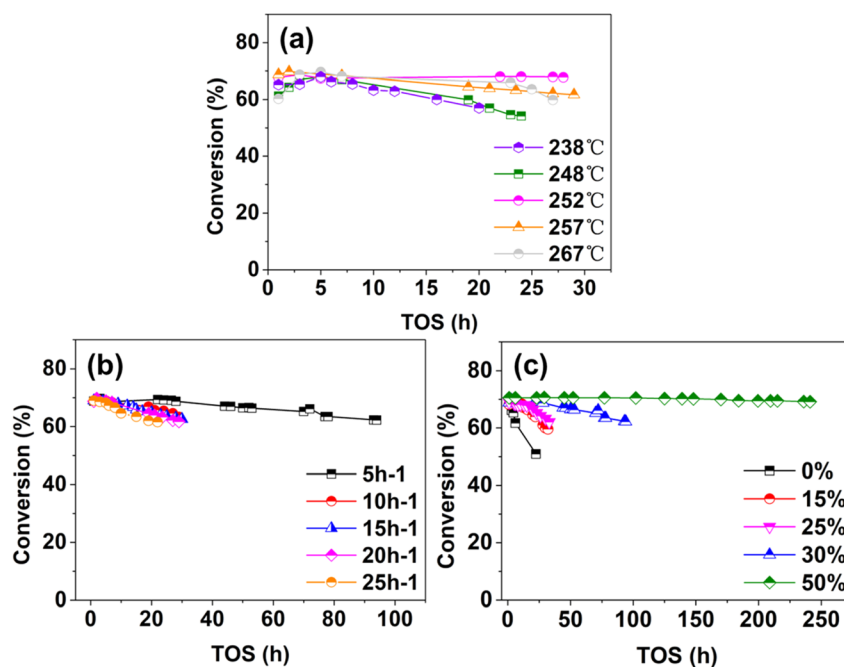 (a)
Conversion (%)
80
60
40
20
0
238℃
248℃
252℃
257℃
267℃
0 5 10 15 20 25 30
TOS (h)
(b)
Conversion (%)
80
60
40
20
0
5h-1
10h-1
15h-1
20h-1
25h-1
0 20 40 60 80 100
TOS (h)
(c)
Conversion (%)
80
60
40
20
0
0%
15%
25%
30%
50%
0 50 100 150 200 250
TOS (h)